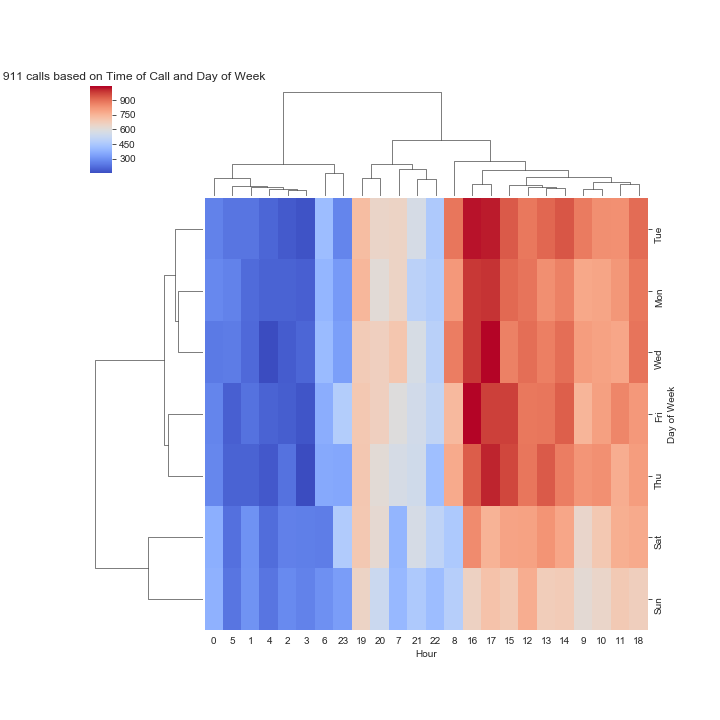 911 calls based on Time of Call and Day of Week
900
750
600
450
300
Tue
Mon
Wed
Fri
Thu
Sat
Sun
Day of Week
0 5 1 4 2 3 6 23 19 20 7 21 22 8 16 17 15 12 13 14 9 10 11 18
Hour